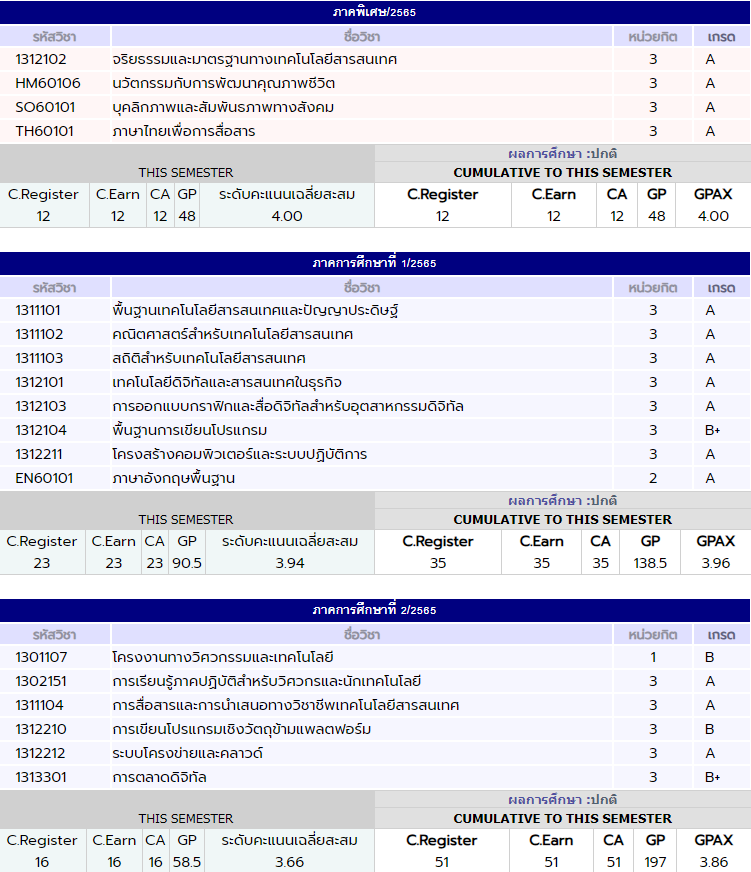 ภาคพิเศษ/2565
รหัสวิชา ชื่อวิชา หน่วยกิต เกรด
1312102 จริยธรรมและมาตรฐานทางเทคโนโลยีสารสนเทศ 3 A
HM60106 นวัตกรรมกับการพัฒนาคุณภาพชีวิต 3 A
SO60101 บุคลิกภาพและสัมพันธภาพทางสังคม 3 A
TH60101 ภาษาไทยเพื่อการสื่อสาร 3 A
ผลการศึกษา :ปกติ
THIS SEMESTER CUMULATIVE TO THIS SEMESTER
C.Register C.Earn CA GP ระดับคะแนนเฉลี่ยสะสม C.Register C.Earn CA GP GPAX
12 12 12 48 4.00 12 12 12 48 4.00
ภาคการศึกษาที่ 1/2565
รหัสวิชา ชื่อวิชา หน่วยกิต เกรด
1311101 พื้นฐานเทคโนโลยีสารสนเทศและปัญญาประดิษฐ์ 3 A
1311102 คณิตศาสตร์สำหรับเทคโนโลยีสารสนเทศ 3 A
1311103 สถิติสำหรับเทคโนโลยีสารสนเทศ 3 A
1312101 เทคโนโลยีดิจิทัลและสารสนเทศในธุรกิจ 3 A
1312103 การออกแบบกราฟิกและสื่อดิจิทัลสำหรับอุตสาหกรรมดิจิทัล 3 A
1312104 พื้นฐานการเขียนโปรแกรม 3 B+
1312211 โครงสร้างคอมพิวเตอร์และระบบปฏิบัติการ 3 A
EN60101 ภาษาอังกฤษพื้นฐาน 2 A
ผลการศึกษา :ปกติ
THIS SEMESTER CUMULATIVE TO THIS SEMESTER
C.Register C.Earn CA GP ระดับคะแนนเฉลี่ยสะสม C.Register C.Earn CA GP GPAX
23 23 23 90.5 3.94 35 35 35 138.5 3.96
ภาคการศึกษาที่ 2/2565
รหัสวิชา ชื่อวิชา หน่วยกิต เกรด
1301107 โครงงานทางวิศวกรรมและเทคโนโลยี 1 B
1302151 การเรียนรู้ภาคปฏิบัติสำหรับวิศวกรและนักเทคโนโลยี 3 A
1311104 การสื่อสารและการนำเสนอทางวิชาชีพเทคโนโลยีสารสนเทศ 3 A
1312210 การเขียนโปรแกรมเชิงวัตถุข้ามแพลตฟอร์ม 3 B
1312212 ระบบโครงข่ายและคลาวด์ 3 A
1313301 การตลาดดิจิทัล 3 B+
ผลการศึกษา :ปกติ
THIS SEMESTER CUMULATIVE TO THIS SEMESTER
C.Register C.Earn CA GP ระดับคะแนนเฉลี่ยสะสม C.Register C.Earn CA GP GPAX
16 16 16 58.5 3.66 51 51 51 197 3.86